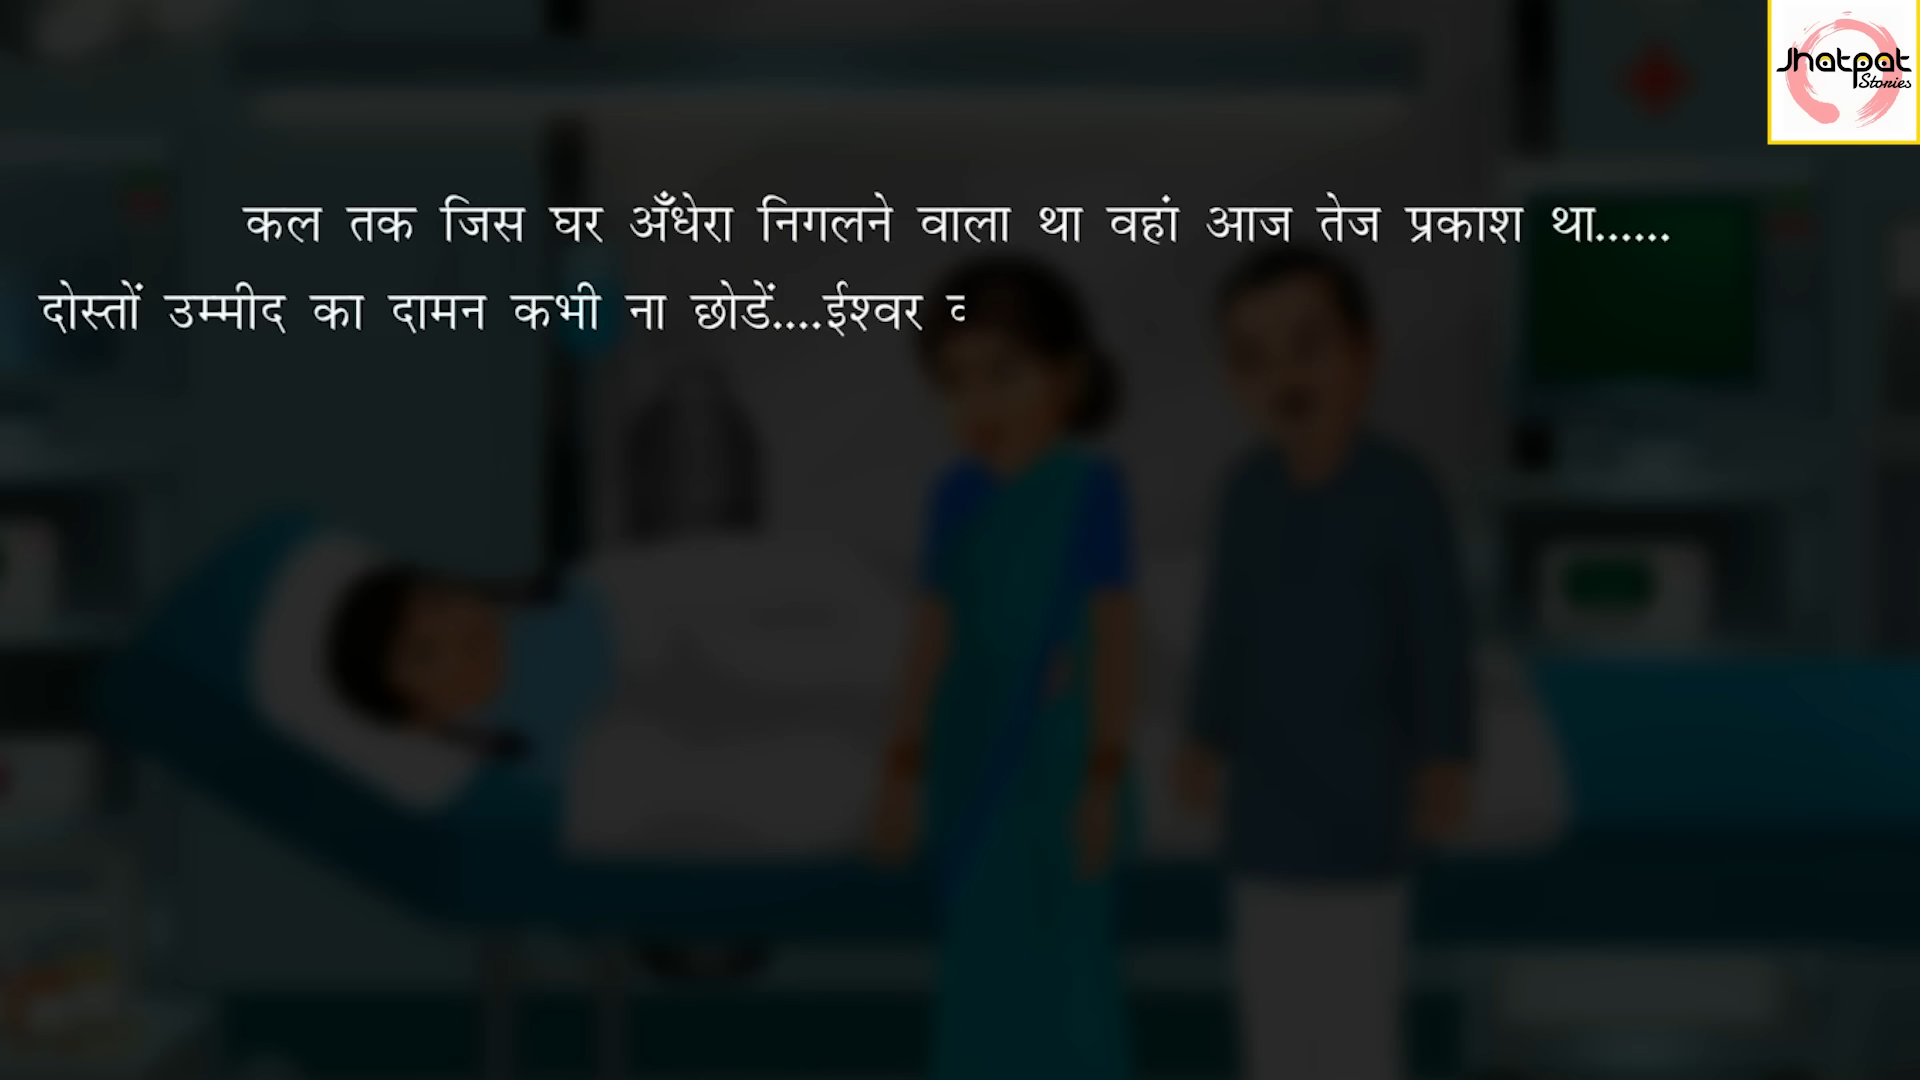 Jhatpat
Stories
कल तक जिस घर अँधेरा निगलने वाला था वहां आज तेज प्रकाश था......
दोस्तों उम्मीद का दामन कभी ना छोडें....ईश्वर